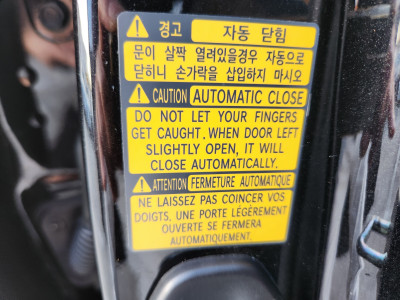 경고 자동 닫힘
문이 살짝 열려있을경우 자동으로
닫히니 손가락을 삽입하지 마시오
CAUTION AUTOMATIC CLOSE
DO NOT LET YOUR FINGERS
GET CAUGHT. WHEN DOOR LEFT
SLIGHTLY OPEN, IT WILL
CLOSE AUTOMATICALLY.
ATTENTION FERMETURE AUTOMATIQUE
NE LAISSEZ PAS COINCER VOS
DOIGTS, UNE PORTE LÉGÈREMENT
OUVERTE SE FERMERA
AUTOMATIQUEMENT.